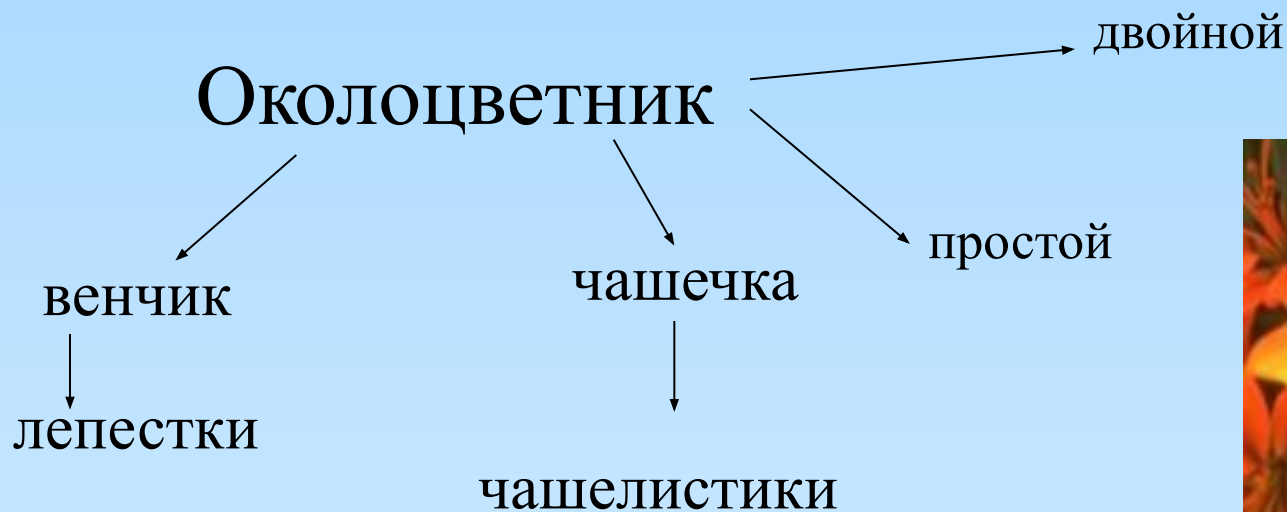 двойной
Околоцветник
простой
чашечка
венчик
лепестки
чашелистики